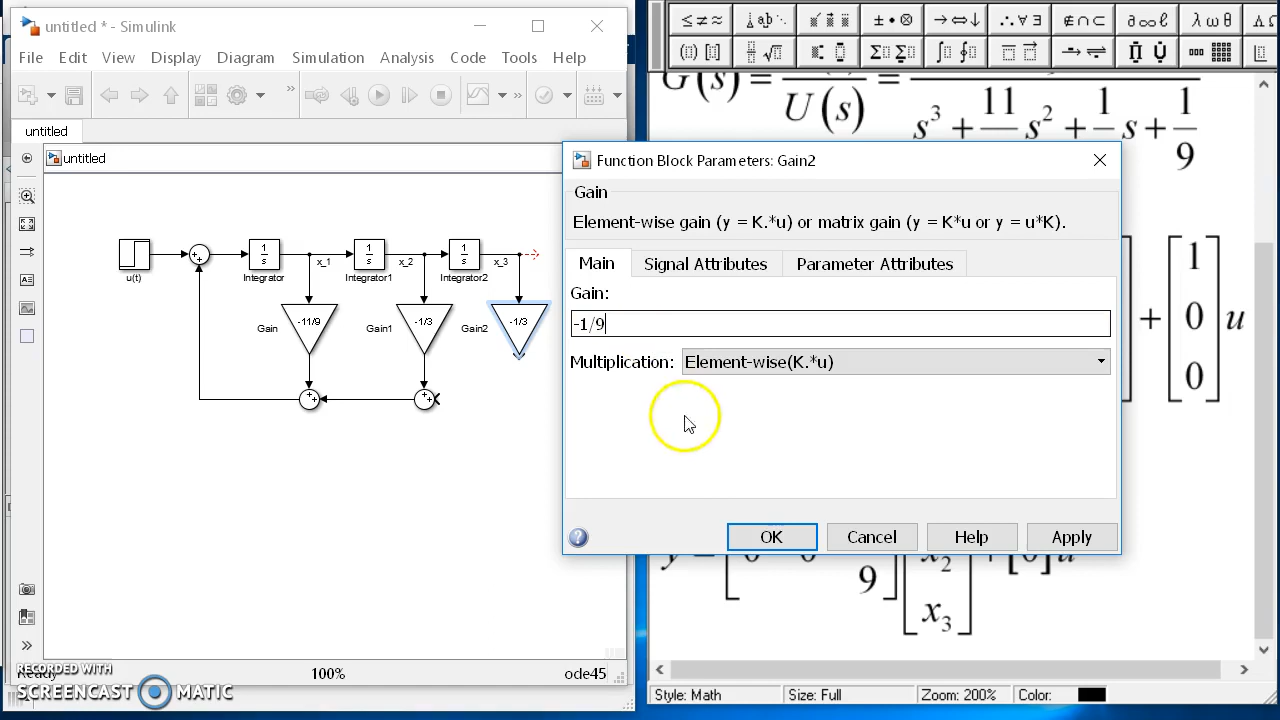 untitled * - Simulink
File Edit View Display Diagram Simulation Analysis Code Tools Help
untitled
untitled
x_1 x_2 x_3
1/s 1/s 1/s
u(t) Integrator Integrator1 Integrator2
Gain -11/9 Gain1 -1/3 Gain2 -1/3
Ready 100% ode45
RECORDED WITH
SCREENCAST MATIC
Function Block Parameters: Gain2
Gain
Element-wise gain (y = K.*u) or matrix gain (y = K*u or y = u*K).
Main Signal Attributes Parameter Attributes
Gain:
-1/9
Multiplication: Element-wise(K.*u)
OK Cancel Help Apply
G(s) = / U(s) = / s³ + 11/ s² + 1/ s + 1/9
+ [1 0 0] u
y = [0 0 9] [x₂ x₃] + [0] u
Style: Math Size: Full Zoom: 200% Color: